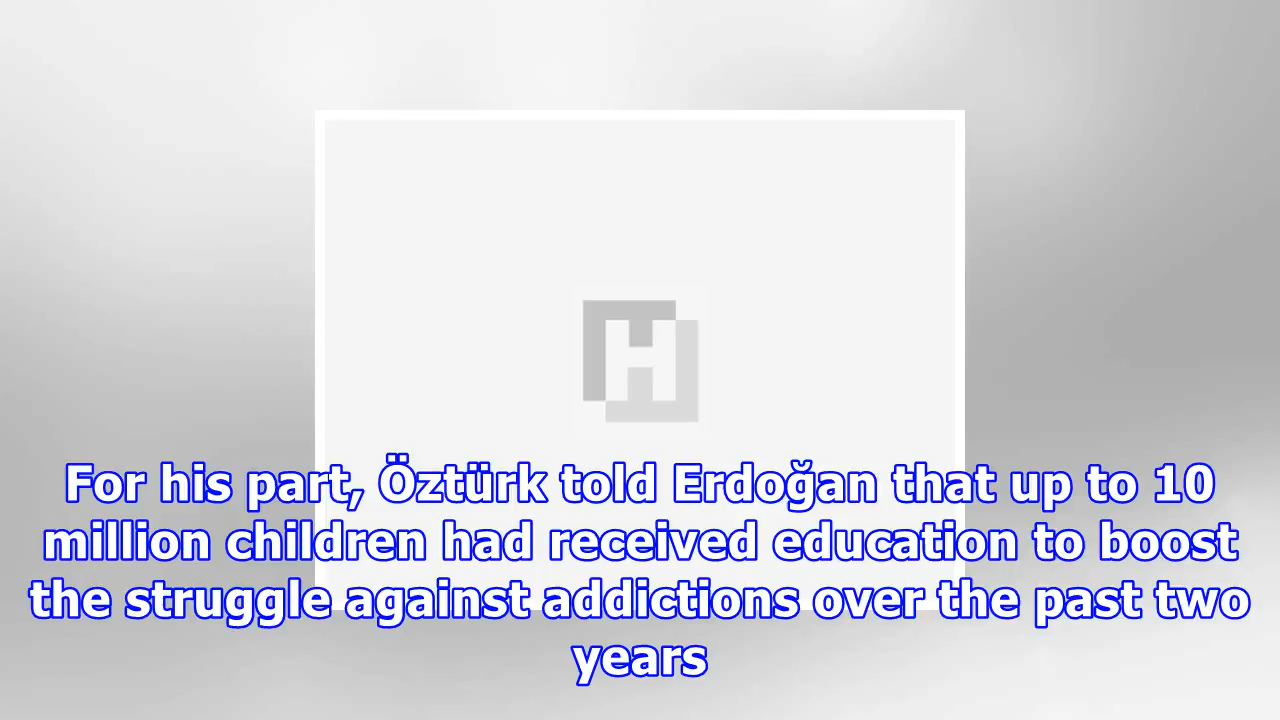 For his part, Öztürk told Erdoğan that up to 10
million children had received education to boost
the struggle against addictions over the past two
years
H